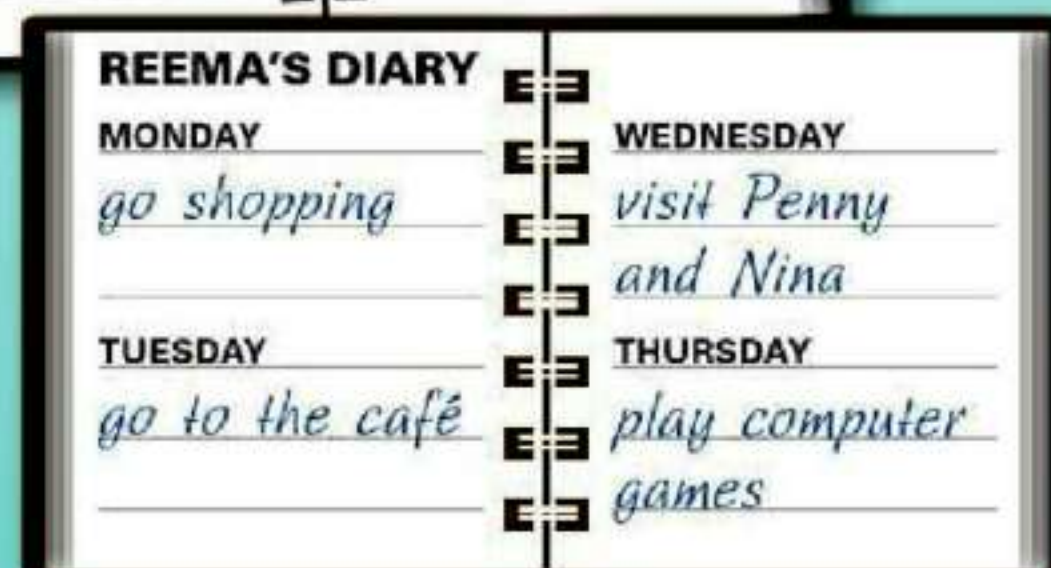 REEMA'S DIARY
MONDAY
go shopping
TUESDAY
go to the café
WEDNESDAY
visit Penny
and Nina
THURSDAY
play computer
games